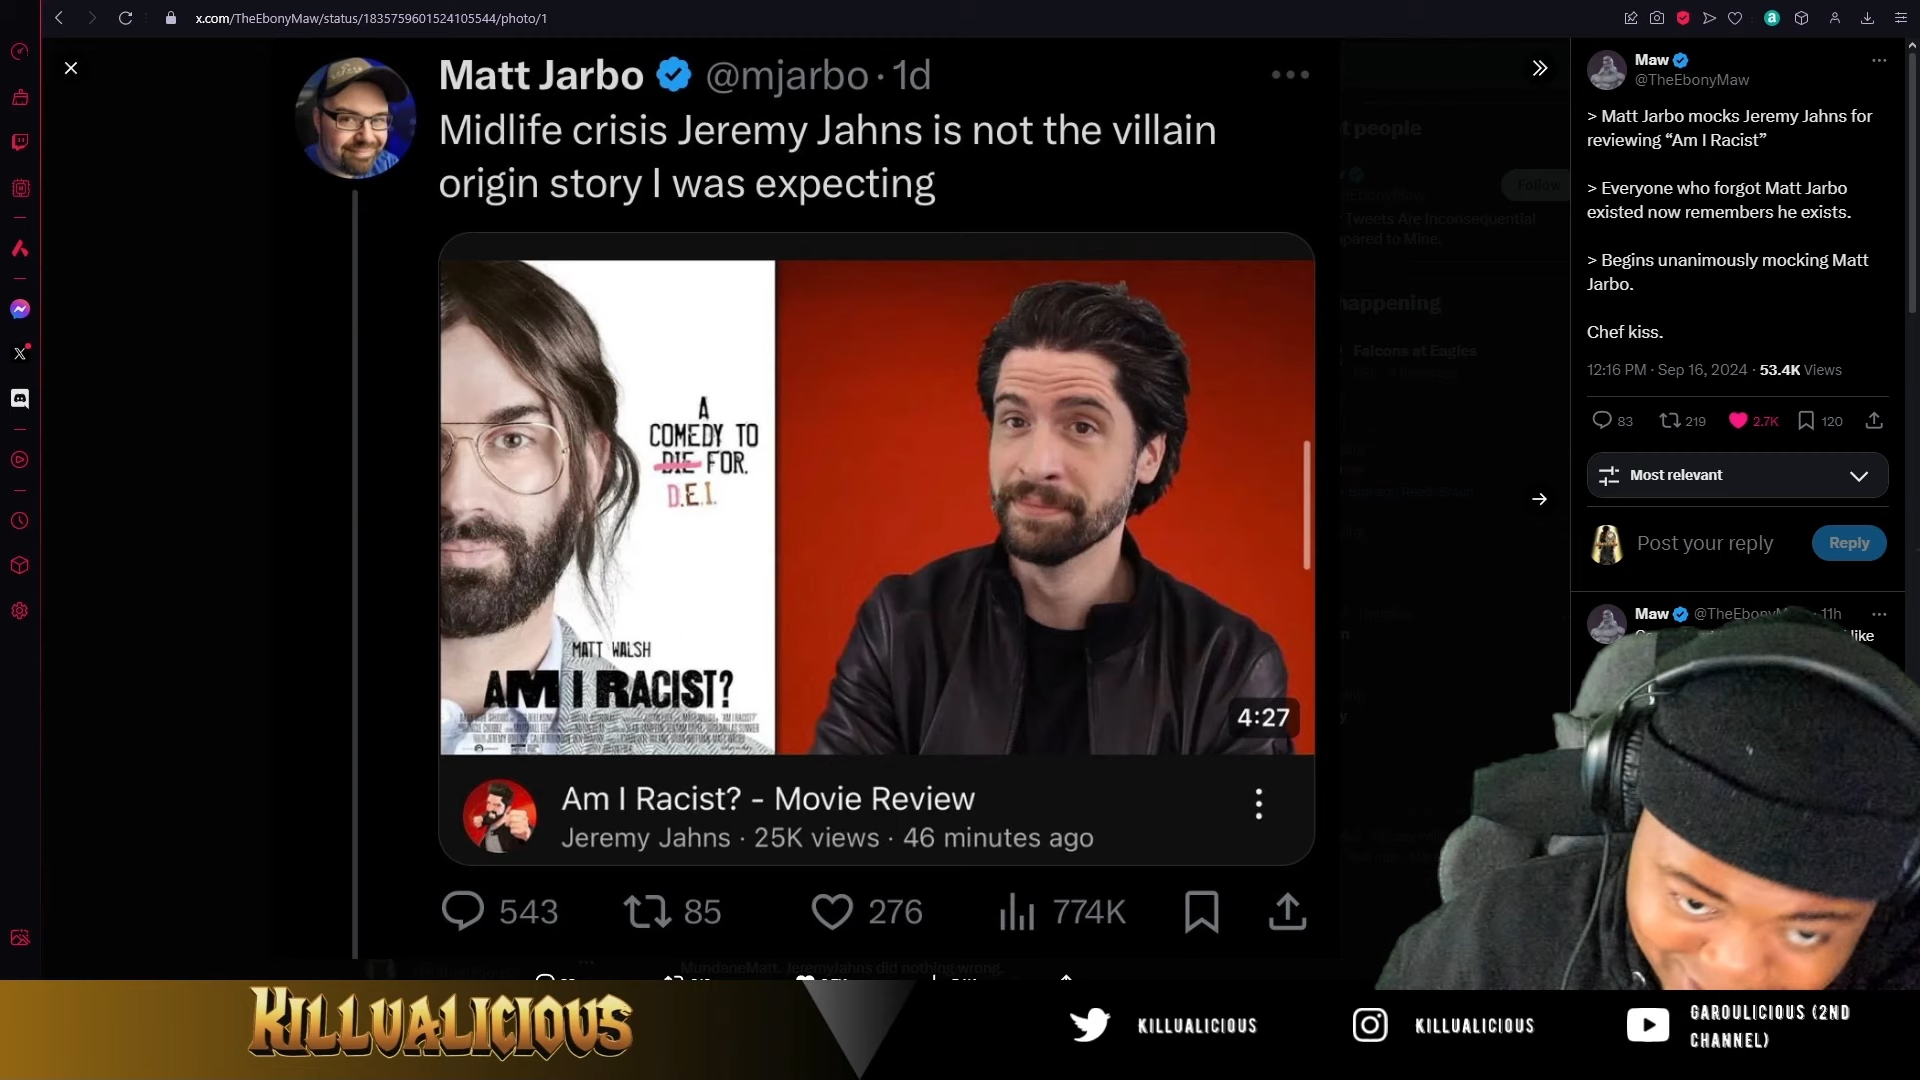 x.com/TheEbonyMaw/status/1835759601524105544/photo/1
Matt Jarbo @mjarbo · 1d
Midlife crisis Jeremy Jahns is not the villain
origin story I was expecting
A
COMEDY TO
DIE FOR.
D.E.I.
MATT WALSH
AM I RACIST?
4:27
Am I Racist? - Movie Review
Jeremy Jahns · 25K views · 46 minutes ago
543 85 276 774K
t people
Follow
Tweets Are Inconsequential
pared to Mine.
happening
Falcons at Eagles
MundaneMatt. JeremyJahns did nothing wrong.
Maw
@TheEbonyMaw
> Matt Jarbo mocks Jeremy Jahns for
reviewing “Am I Racist”
> Everyone who forgot Matt Jarbo
existed now remembers he exists.
> Begins unanimously mocking Matt
Jarbo.
Chef kiss.
12:16 PM · Sep 16, 2024 · 53.4K Views
83 219 2.7K 120
Most relevant
Post your reply Reply
Maw 11h
like
KILLUALICIOUS
KILLUALICIOUS
KILLUALICIOUS
GAROULICIOUS (2ND
CHANNEL)